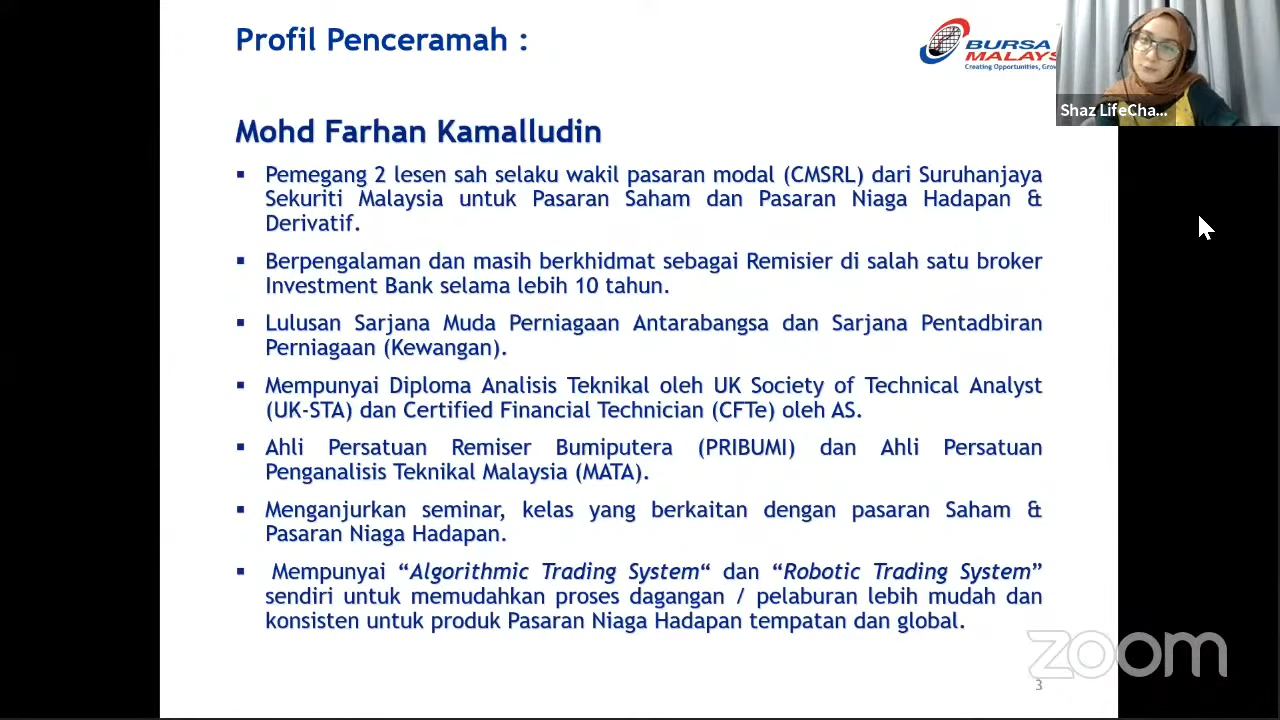 Profil Penceramah :
BURSA
MALAYS
Creating Opportunities, Grow
Shaz LifeCha...
Mohd Farhan Kamalludin
▪ Pemegang 2 lesen sah selaku wakil pasaran modal (CMSRL) dari Suruhanjaya
Sekuriti Malaysia untuk Pasaran Saham dan Pasaran Niaga Hadapan &
Derivatif.
▪ Berpengalaman dan masih berkhidmat sebagai Remisier di salah satu broker
Investment Bank selama lebih 10 tahun.
▪ Lulusan Sarjana Muda Perniagaan Antarabangsa dan Sarjana Pentadbiran
Perniagaan (Kewangan).
▪ Mempunyai Diploma Analisis Teknikal oleh UK Society of Technical Analyst
(UK-STA) dan Certified Financial Technician (CFTe) oleh AS.
▪ Ahli Persatuan Remiser Bumiputera (PRIBUMI) dan Ahli Persatuan
Penganalisis Teknikal Malaysia (MATA).
▪ Menganjurkan seminar, kelas yang berkaitan dengan pasaran Saham &
Pasaran Niaga Hadapan.
▪ Mempunyai “Algorithmic Trading System“ dan “Robotic Trading System”
sendiri untuk memudahkan proses dagangan / pelaburan lebih mudah dan
konsisten untuk produk Pasaran Niaga Hadapan tempatan dan global.
zoom
3